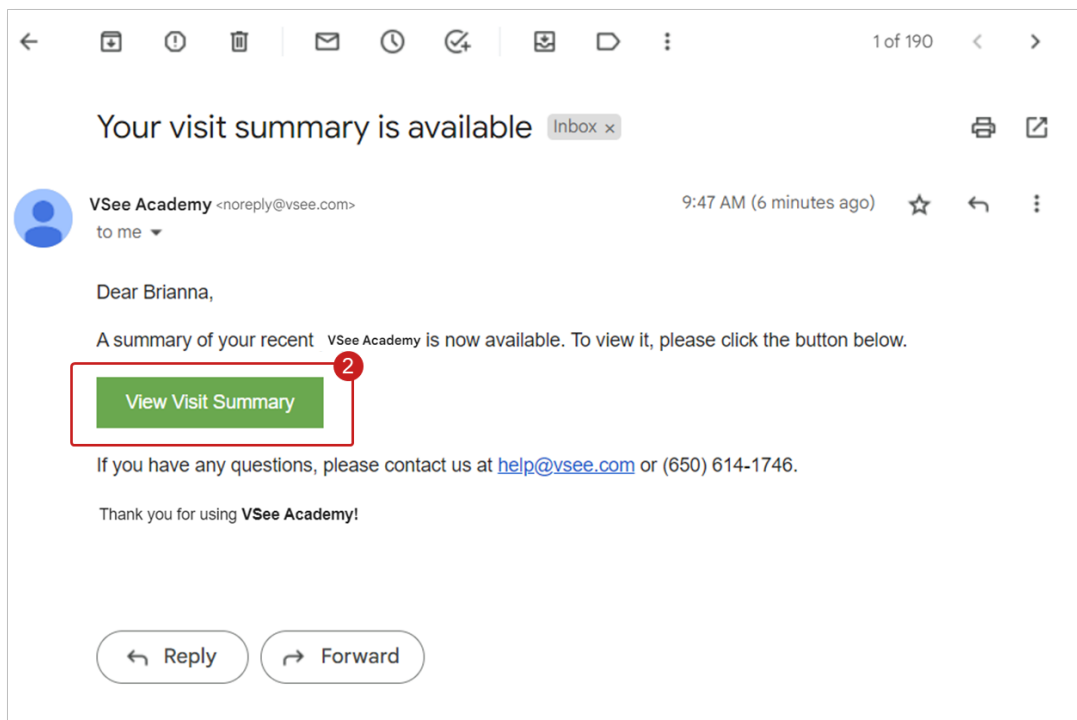 1 of 190
Your visit summary is available Inbox x
VSee Academy <noreply@vsee.com> 9:47 AM (6 minutes ago)
to me
Dear Brianna,
A summary of your recent VSee Academy is now available. To view it, please click the button below.
2
View Visit Summary
If you have any questions, please contact us at help@vsee.com or (650) 614-1746.
Thank you for using VSee Academy!
Reply Forward